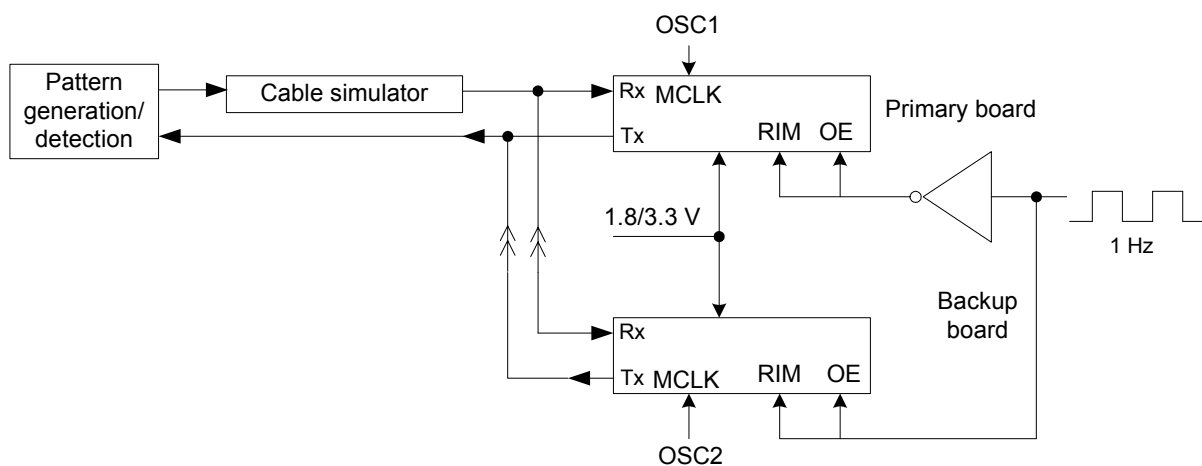 OSC1
Pattern
generation/
detection
Cable simulator
Rx
MCLK
Tx
RIM
OE
Primary board
1.8/3.3 V
1 Hz
Backup
board
Rx
Tx
MCLK
RIM
OE
OSC2